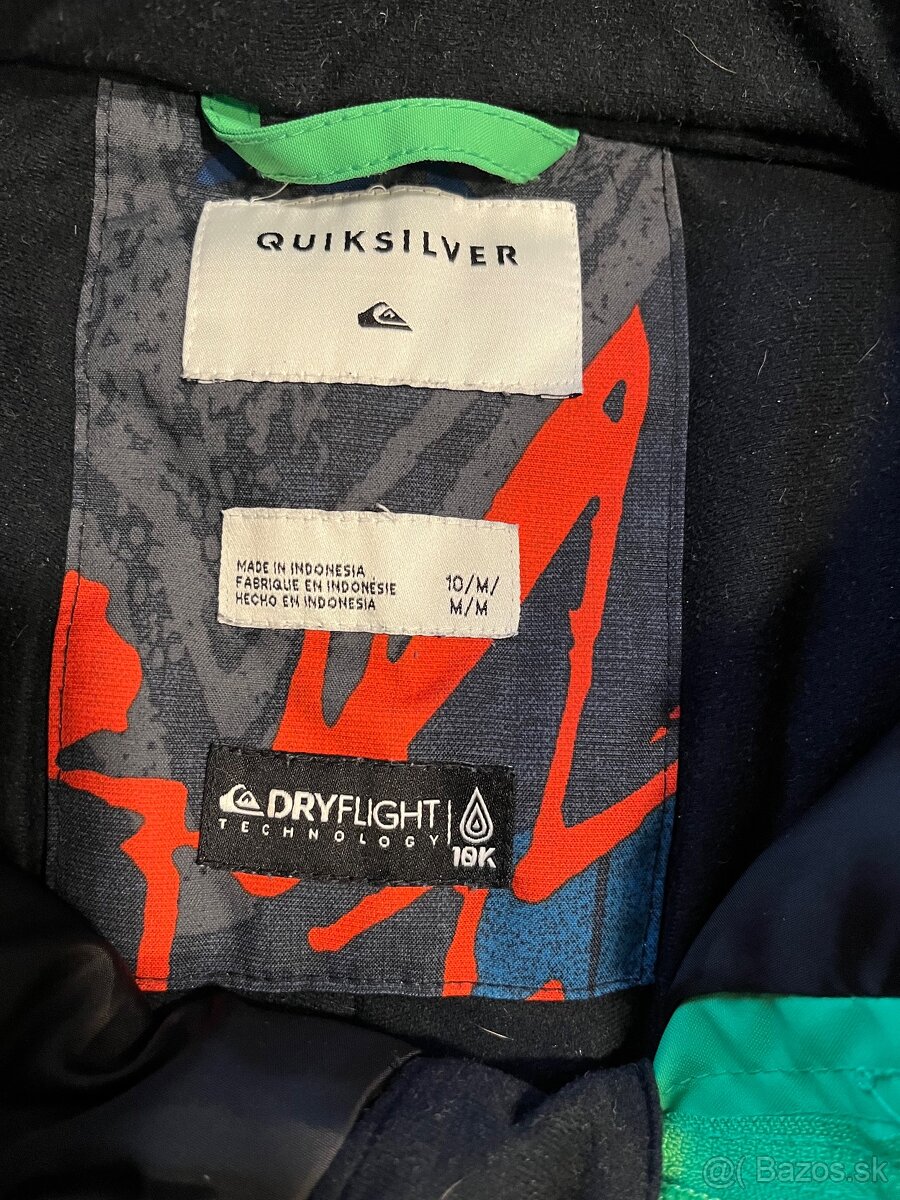 QUIKSILVER
MADE IN INDONESIA
FABRIQUE EN INDONÉSIE
HECHO EN INDONESIA
10/M/
M/M
DRYFLIGHT
TECHNOLOGY
10K
@( Bazos.sk